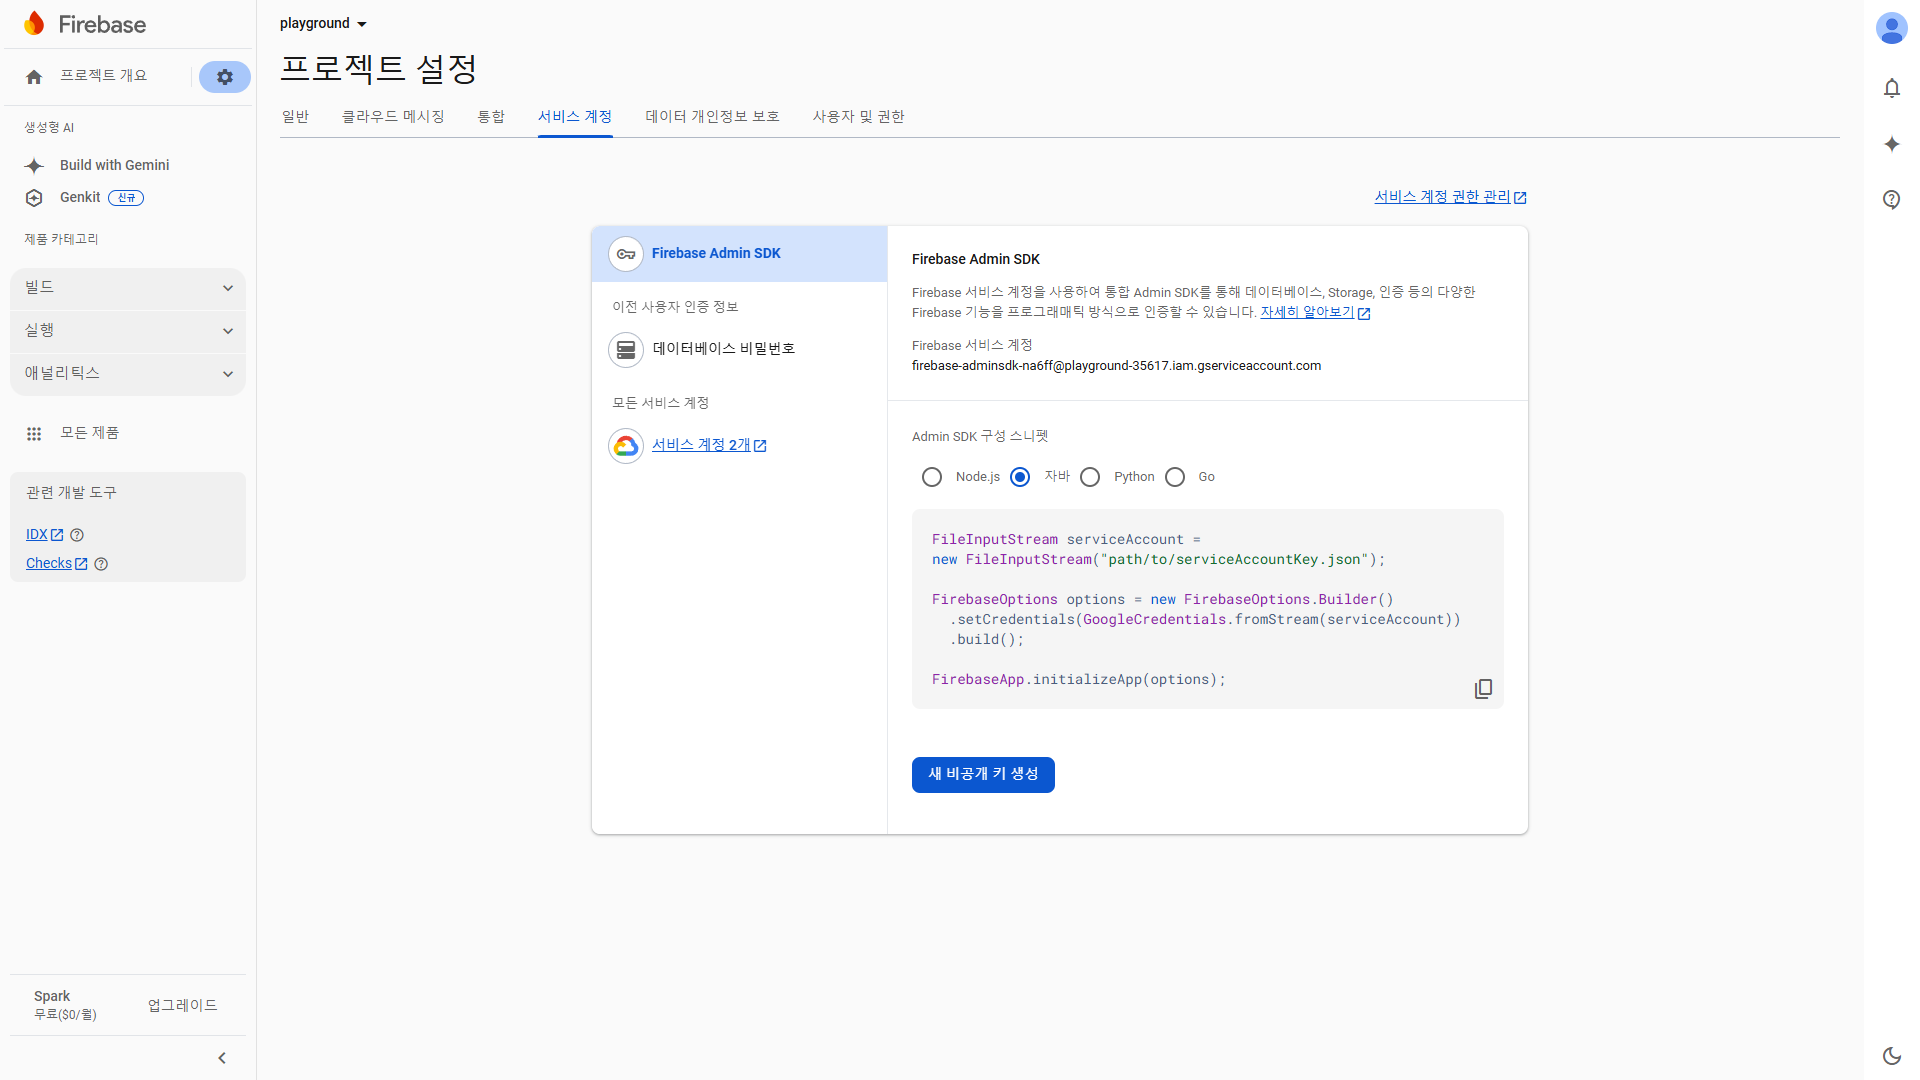 Firebase
프로젝트 개요
생성형 AI
Build with Gemini
Genkit 신규
제품 카테고리
빌드
실행
애널리틱스
모든 제품
관련 개발 도구
IDX
Checks
Spark
무료($0/월)
업그레이드
playground
프로젝트 설정
일반 클라우드 메시징 통합 서비스 계정 데이터 개인정보 보호 사용자 및 권한
서비스 계정 권한 관리
Firebase Admin SDK
이전 사용자 인증 정보
데이터베이스 비밀번호
모든 서비스 계정
서비스 계정 2개
Firebase Admin SDK
Firebase 서비스 계정을 사용하여 통합 Admin SDK를 통해 데이터베이스, Storage, 인증 등의 다양한
Firebase 기능을 프로그래매틱 방식으로 인증할 수 있습니다. 자세히 알아보기
Firebase 서비스 계정
firebase-adminsdk-na6ff@playground-35617.iam.gserviceaccount.com
Admin SDK 구성 스니펫
Node.js 자바 Python Go
FileInputStream serviceAccount =
new FileInputStream("path/to/serviceAccountKey.json");
FirebaseOptions options = new FirebaseOptions.Builder()
.setCredentials(GoogleCredentials.fromStream(serviceAccount))
.build();
FirebaseApp.initializeApp(options);
새 비공개 키 생성